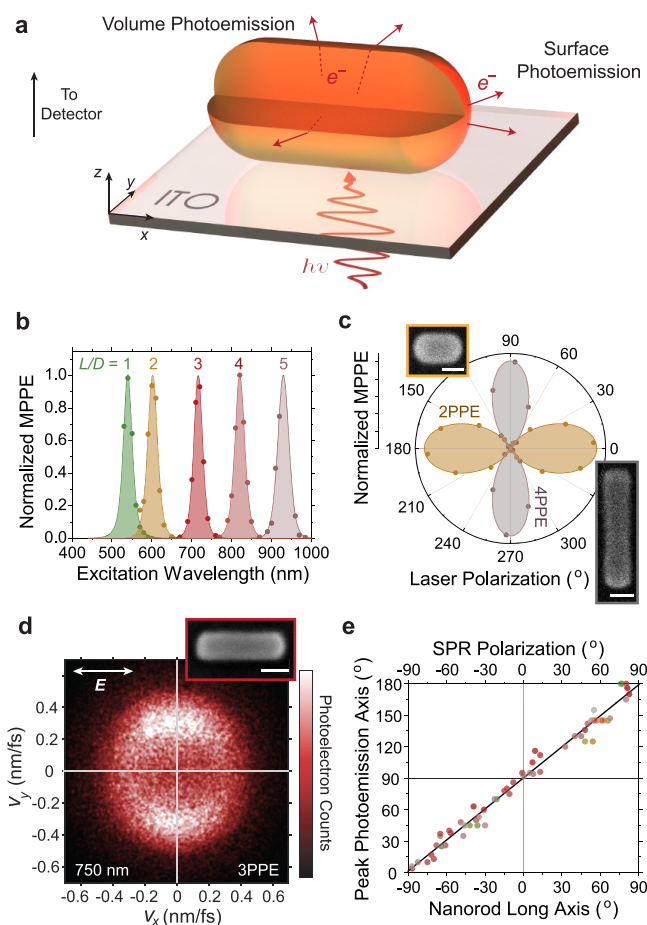 a
Volume Photoemission
Surface
Photoemission
e⁻
e⁻
To
Detector
z
y
x
ITO
hν
b
L/D = 1 2 3 4 5
Normalized MPPE
1.0
0.8
0.6
0.4
0.2
0.0
400 500 600 700 800 900 1000
Excitation Wavelength (nm)
c
Normalized MPPE
90
60
30
0
300
270
240
210
180
150
2PPE
4PPE
Laser Polarization (°)
d
E
0.4
0.2
0
-0.2
-0.4
-0.6
vy (nm/fs)
750 nm
3PPE
-0.6 -0.4 -0.2 0 0.2 0.4 0.6
vx (nm/fs)
Photoelectron Counts
e
SPR Polarization (°)
-90 -60 -30 0 30 60 90
Peak Photoemission Axis (°)
180
150
120
90
60
30
0
-90 -60 -30 0 30 60 90
Nanorod Long Axis (°)